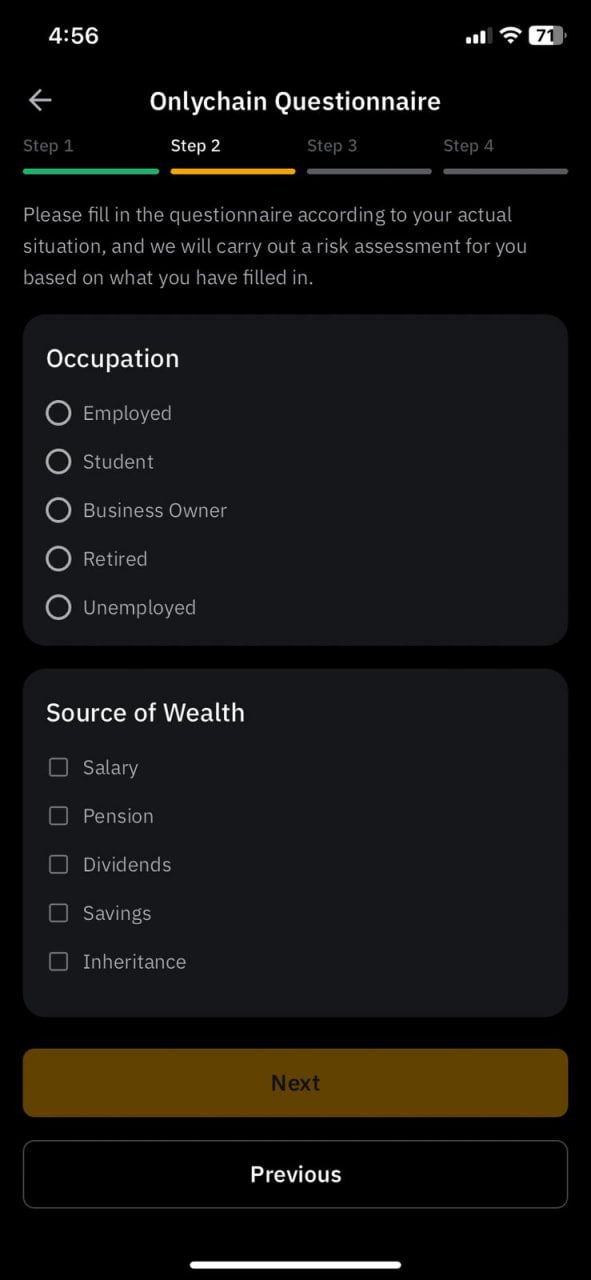 4:56
71
Onlychain Questionnaire
Step 1 Step 2 Step 3 Step 4
Please fill in the questionnaire according to your actual
situation, and we will carry out a risk assessment for you
based on what you have filled in.
Occupation
Employed
Student
Business Owner
Retired
Unemployed
Source of Wealth
Salary
Pension
Dividends
Savings
Inheritance
Next
Previous